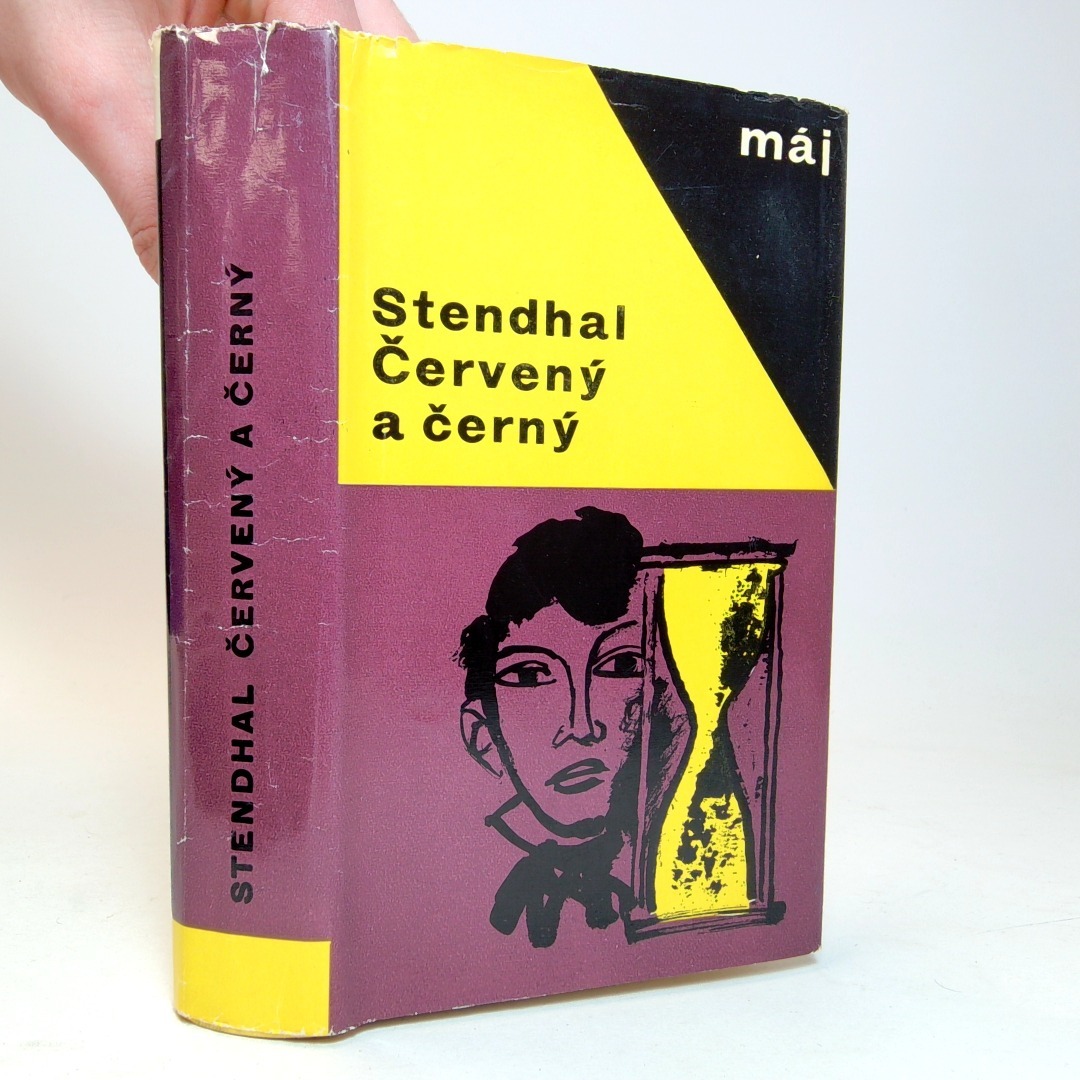 STENDHAL ČERVENÝ A ČERNÝ
máj
Stendhal
Červený
a černý